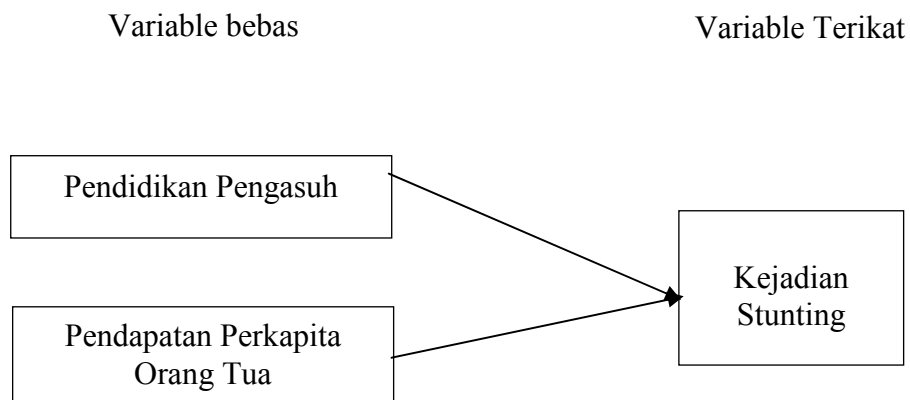 Variable bebas
Variable Terikat
Pendidikan Pengasuh
Kejadian
Stunting
Pendapatan Perkapita
Orang Tua